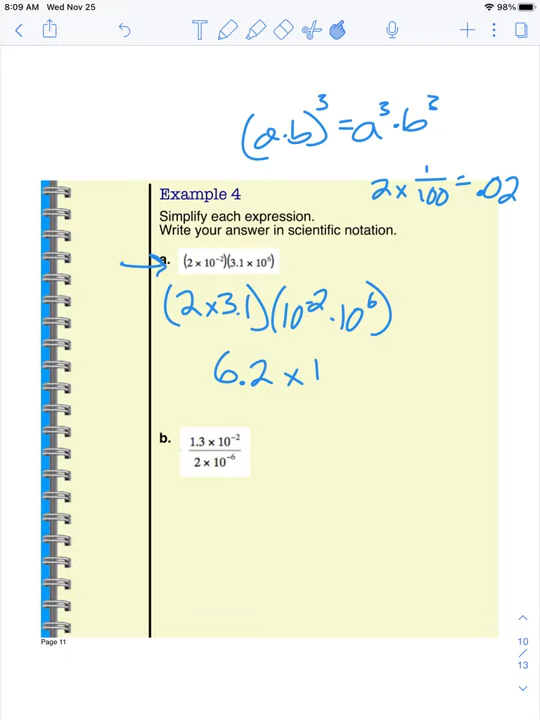 8:09 AM Wed Nov 25
98%
(a·b)³ = a³·b³
2 × 1/100 = .02
Example 4
Simplify each expression.
Write your answer in scientific notation.
a. (2 × 10⁻²)(3.1 × 10⁶)
(2 × 3.1)(10⁻² · 10⁶)
6.2 × 1
b. 1.3 × 10⁻²
2 × 10⁻⁶
Page 11
10
/
13